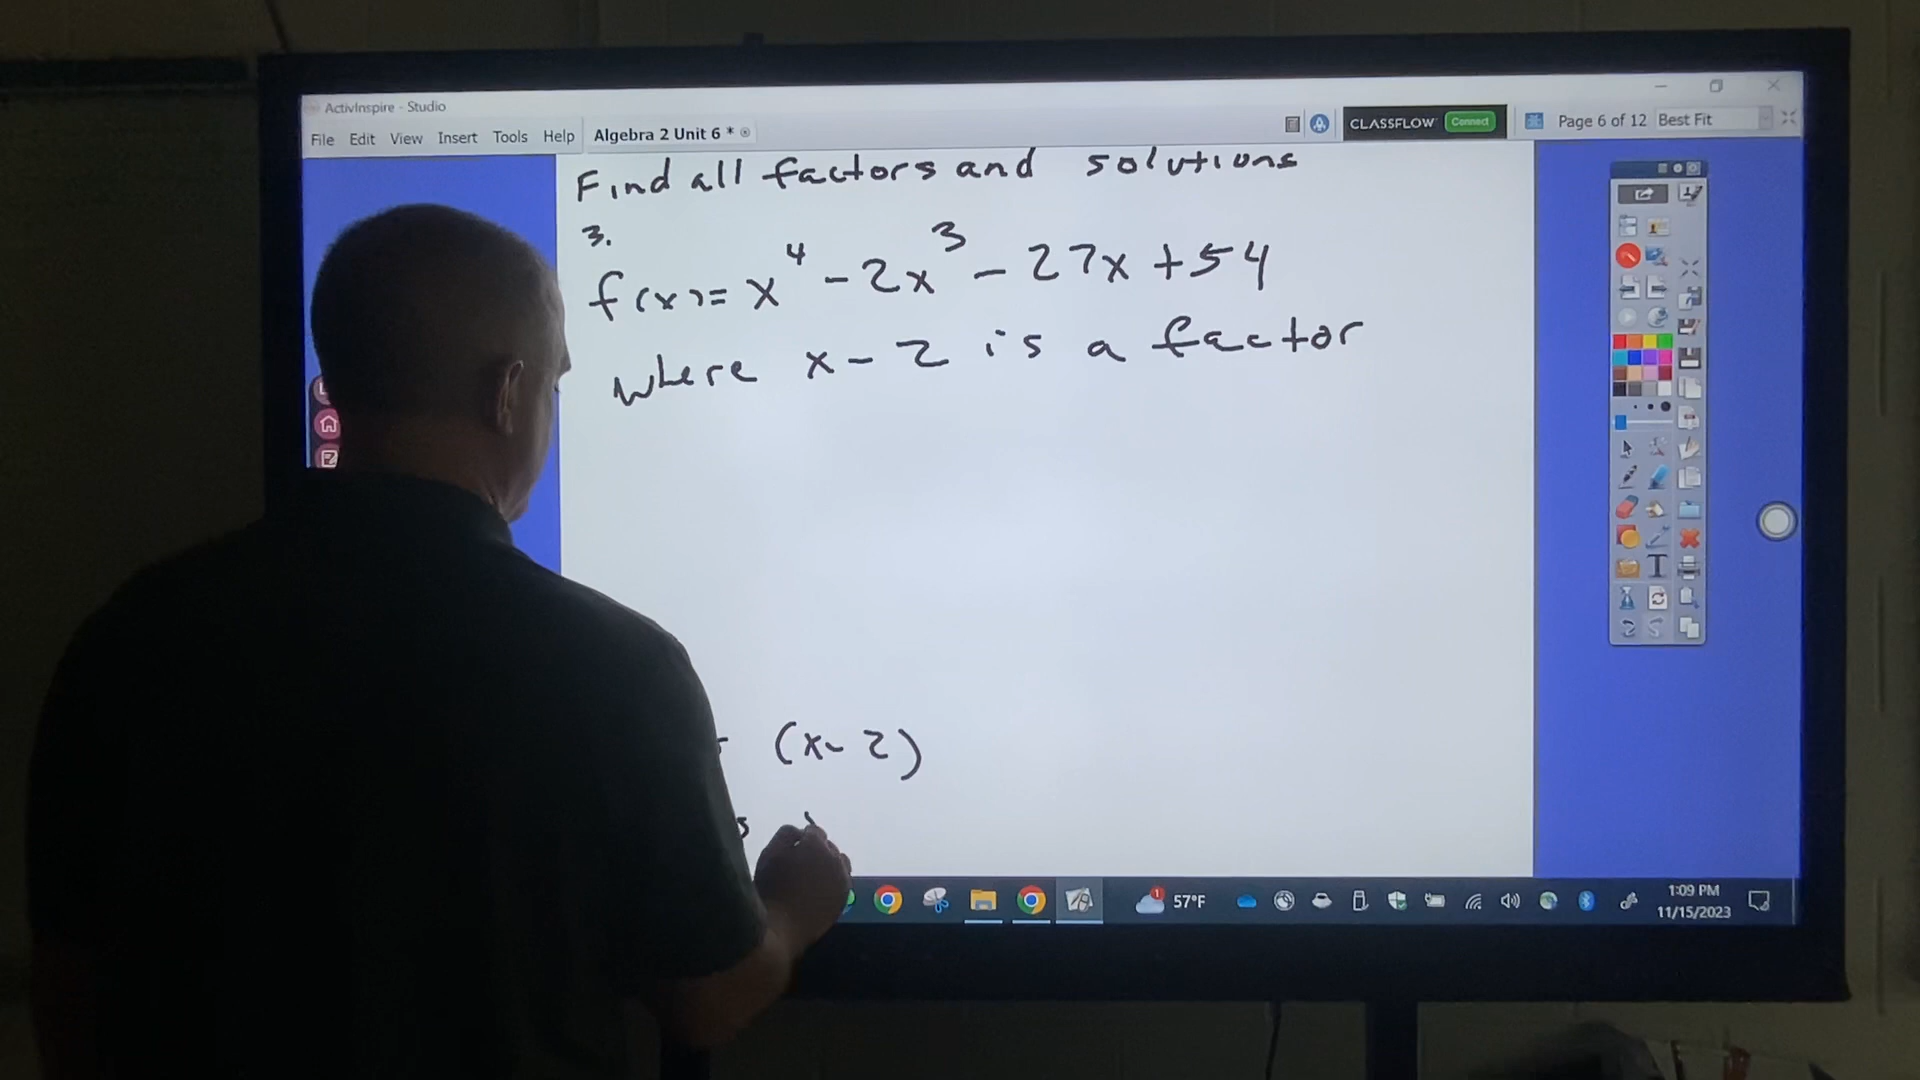 ActivInspire - Studio
File Edit View Insert Tools Help
Algebra 2 Unit 6 *
CLASSFLOW Connect
Page 6 of 12 Best Fit
Find all factors and solutions
3.
f(x)= x⁴ - 2x³ - 27x + 54
where x - 2 is a factor
(x - 2)
s
T
1
57°F
1:09 PM
11/15/2023